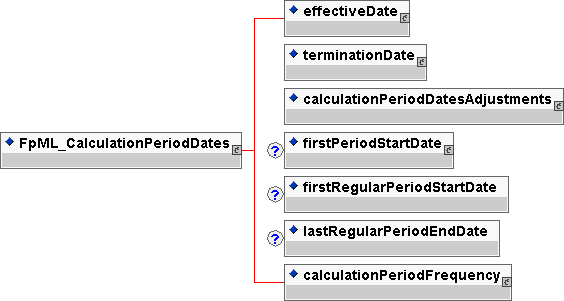 effectiveDate
terminationDate
calculationPeriodDatesAdjustments
FpML_CalculationPeriodDates
? firstPeriodStartDate
? firstRegularPeriodStartDate
? lastRegularPeriodEndDate
calculationPeriodFrequency